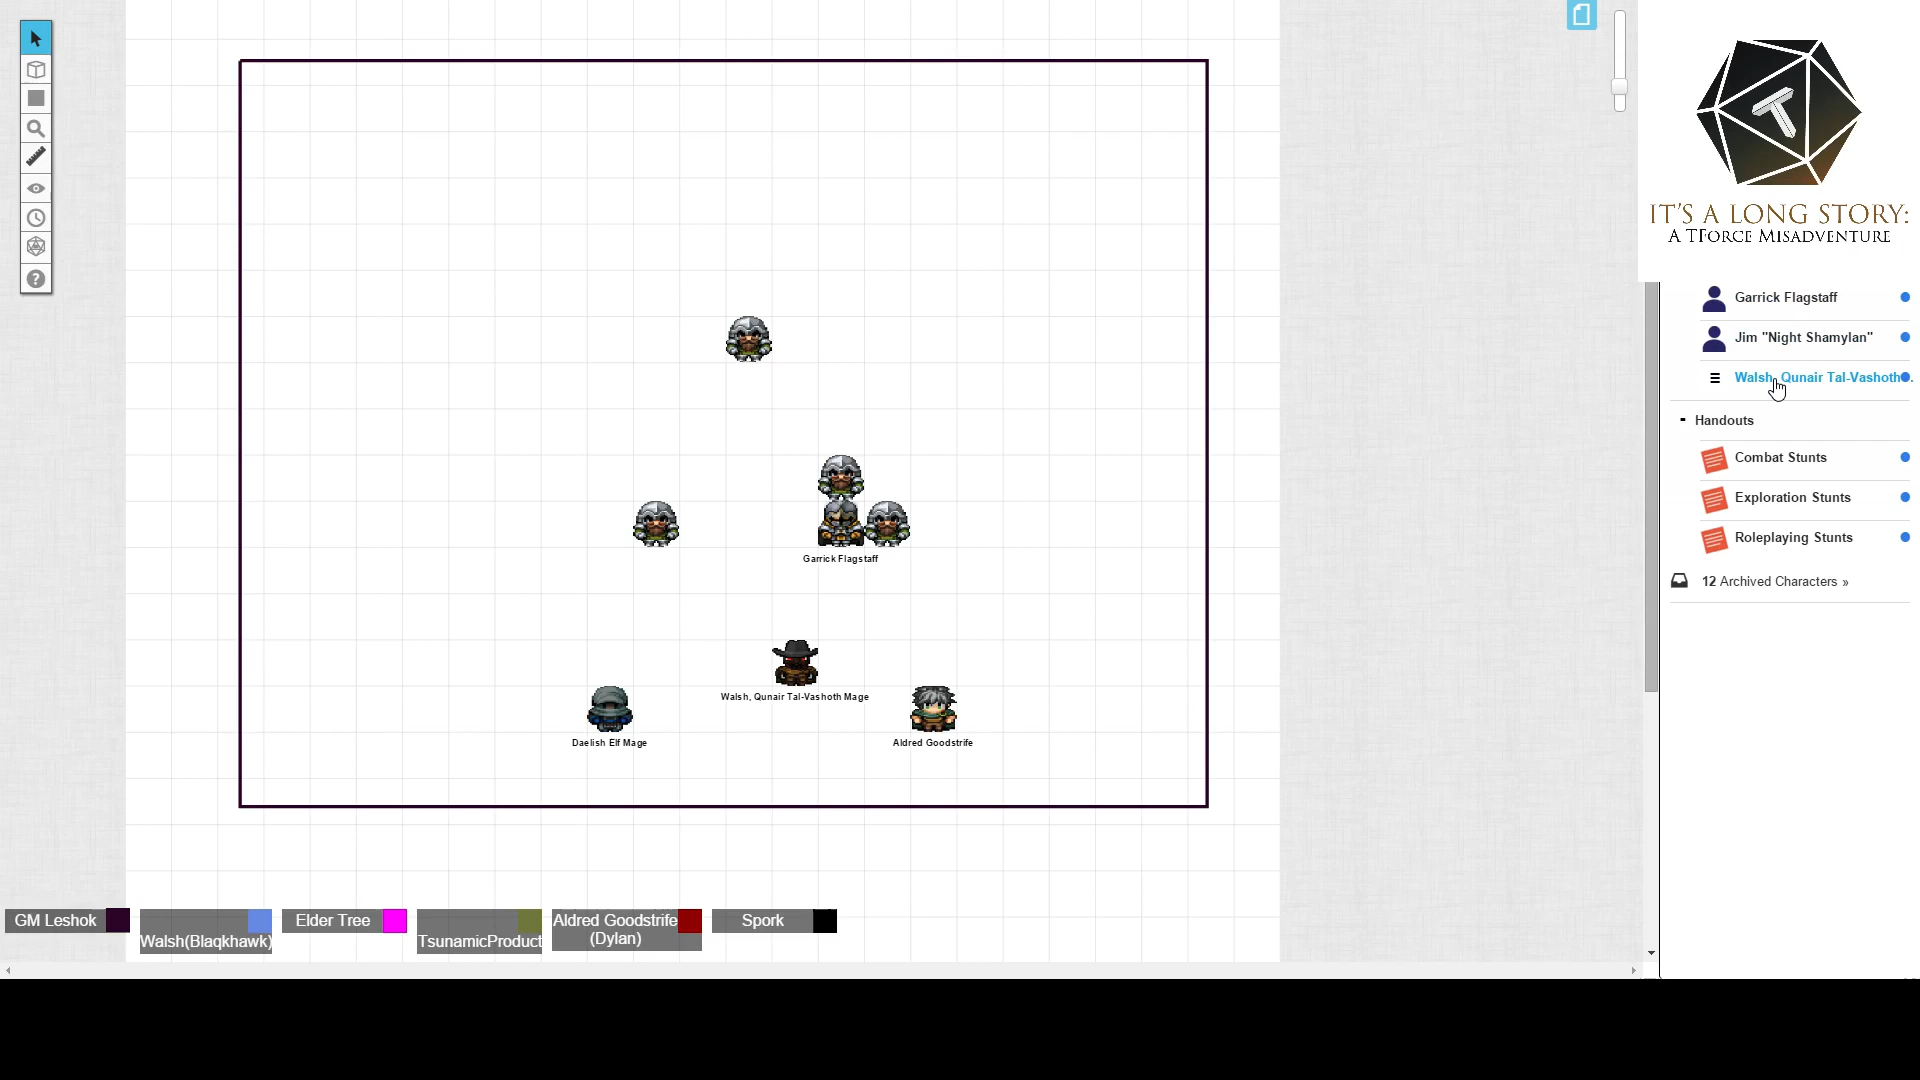 IT'S A LONG STORY:
A TFORCE MISADVENTURE
Garrick Flagstaff
Jim "Night Shamylan"
Walsh, Qunair Tal-Vashoth...
Handouts
Combat Stunts
Exploration Stunts
Roleplaying Stunts
12 Archived Characters »
Garrick Flagstaff
Walsh, Qunair Tal-Vashoth Mage
Daelish Elf Mage
Aldred Goodstrife
GM Leshok
Walsh(Blaqkhawk)
Elder Tree
TsunamicProduct
Aldred Goodstrife
(Dylan)
Spork